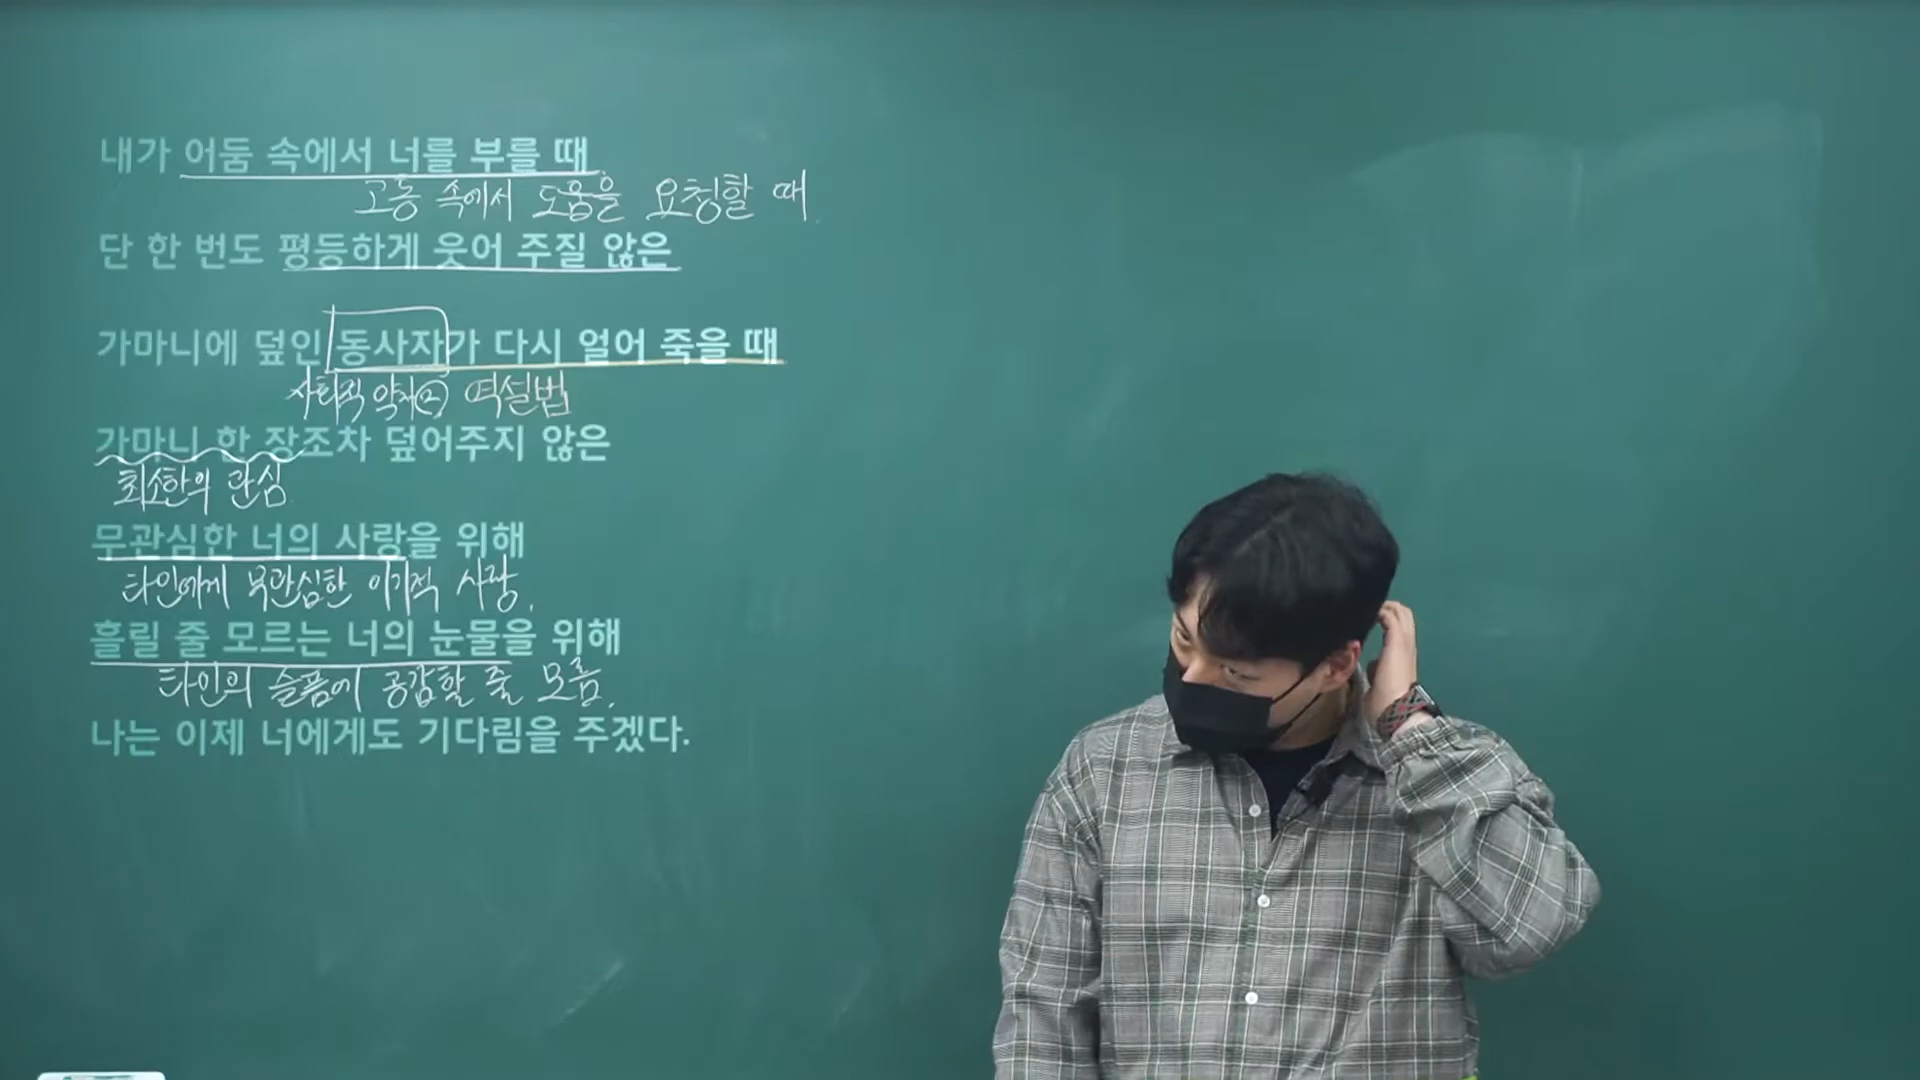 내가 어둠 속에서 너를 부를 때
고통 속에서 도움을 요청할 때.
단 한 번도 평등하게 웃어 주질 않은
가마니에 덮인 동사자가 다시 얼어 죽을 때
사회적 약자② 역설법
가마니 한 장조차 덮어주지 않은
최소한의 관심
무관심한 너의 사랑을 위해
타인에게 무관심한 이기적 사랑.
흘릴 줄 모르는 너의 눈물을 위해
타인의 슬픔에 공감할 줄 모름.
나는 이제 너에게도 기다림을 주겠다.